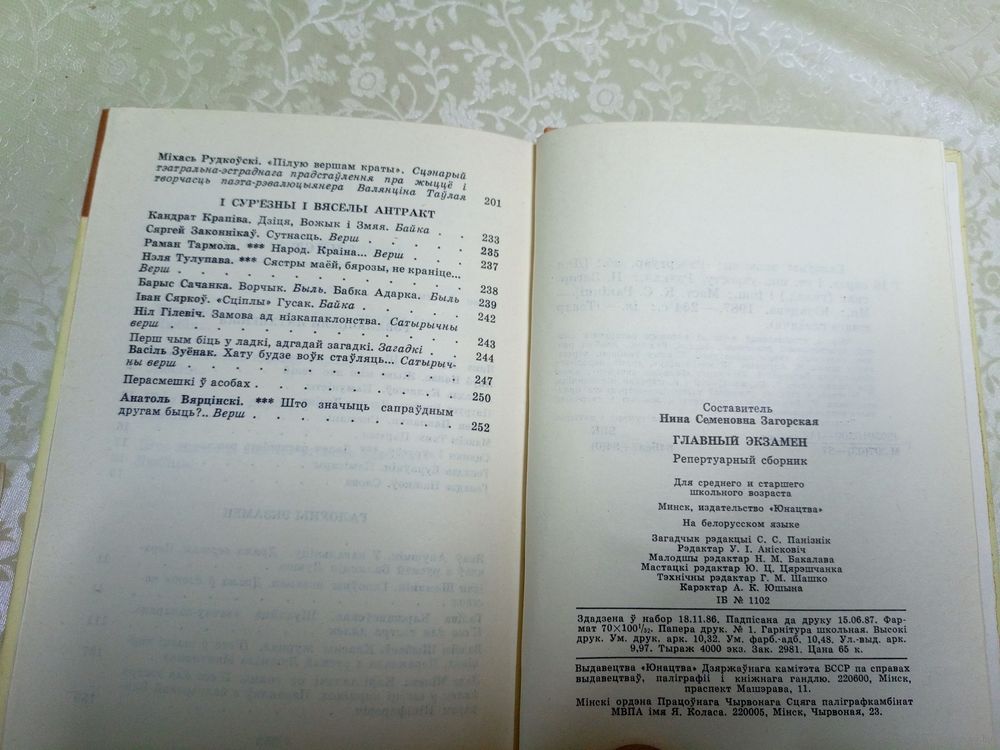 Міхась Рудкоўскі. «Пілую вершам краты». Сцэнарый
тэатральна-эстраднага прадстаўлення пра жыццё і
творчасць паэта-рэвалюцыянера Валянціна Таўлая 201
І СУР'ЁЗНЫ І ВЯСЁЛЫ АНТРАКТ
Кандрат Крапіва. Дзіця, Вожык і Змяя. Байка . . 233
Сяргей Законнікаў. Сутнасць. Верш . . . . . 235
Раман Тармола. *** Народ. Краіна... Верш . . . 237
Нэля Тулупава. *** Сястры маёй, бярозы, не краніце...
Верш . . . . . . . . . . 238
Барыс Сачанка. Ворчык. Быль. Бабка Адарка. Быль 239
Іван Сяркоў. «Сціплы» Гусак. Байка . . . . 242
Ніл Гілевіч. Замова ад нізкапаклонства. Сатырычны
верш . . . . . . . . . . 243
Перш чым біць у ладкі, адгадай загадкі. Загадкі . 244
Васіль Зуёнак. Хату будзе воўк стаўляць... Сатырыч-
ны верш . . . . . . . . . 247
Перасмешкі ў асобах . . . . . . . 250
Анатоль Вярцінскі. *** Што значыць сапраўдным
другам быць?.. Верш . . . . . . . 252
Составитель
Нина Семеновна Загорская
ГЛАВНЫЙ ЭКЗАМЕН
Репертуарный сборник
Для среднего и старшего
школьного возраста
Минск, издательство «Юнацтва»
На белорусском языке
Загадчык рэдакцыі С. С. Панізнік
Рэдактар У. І. Анісковіч
Малодшы рэдактар Н. М. Бакалава
Мастацкі рэдактар Ю. Ц. Цярэшчанка
Тэхнічны рэдактар Г. М. Шашко
Карэктар А. К. Юшына
ІБ № 1102
Здадзена ў набор 18.11.86. Падпісана да друку 15.06.87. Фар-
мат 70×100¹/₃₂. Папера друк. № 1. Гарнітура школьная. Высокі
друк. Ум. друк. арк. 10,32. Ум. фарб.-адб. 10,48. Ул.-выд. арк.
9,97. Тыраж 4000 экз. Зак. 2981. Цана 65 к.
Выдавецтва «Юнацтва» Дзяржаўнага камітэта БССР па справах
выдавецтваў, паліграфіі і кніжнага гандлю. 220600, Мінск,
праспект Машэрава, 11.
Мінскі ордэна Працоўнага Чырвонага Сцяга паліграфкамбінат
МВПА імя Я. Коласа. 220005, Мінск, Чырвоная, 23.